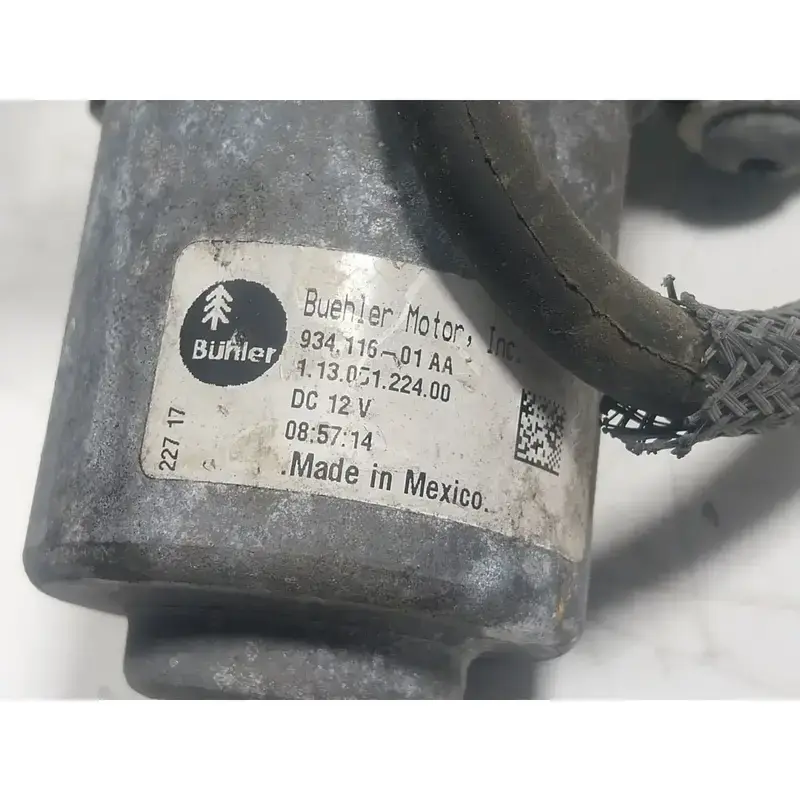 Bühler
Buehler Motor, Inc.
934.116-01 AA
1.13.051.224.00
DC 12 V
08:57:14
.Made in Mexico.
227 17